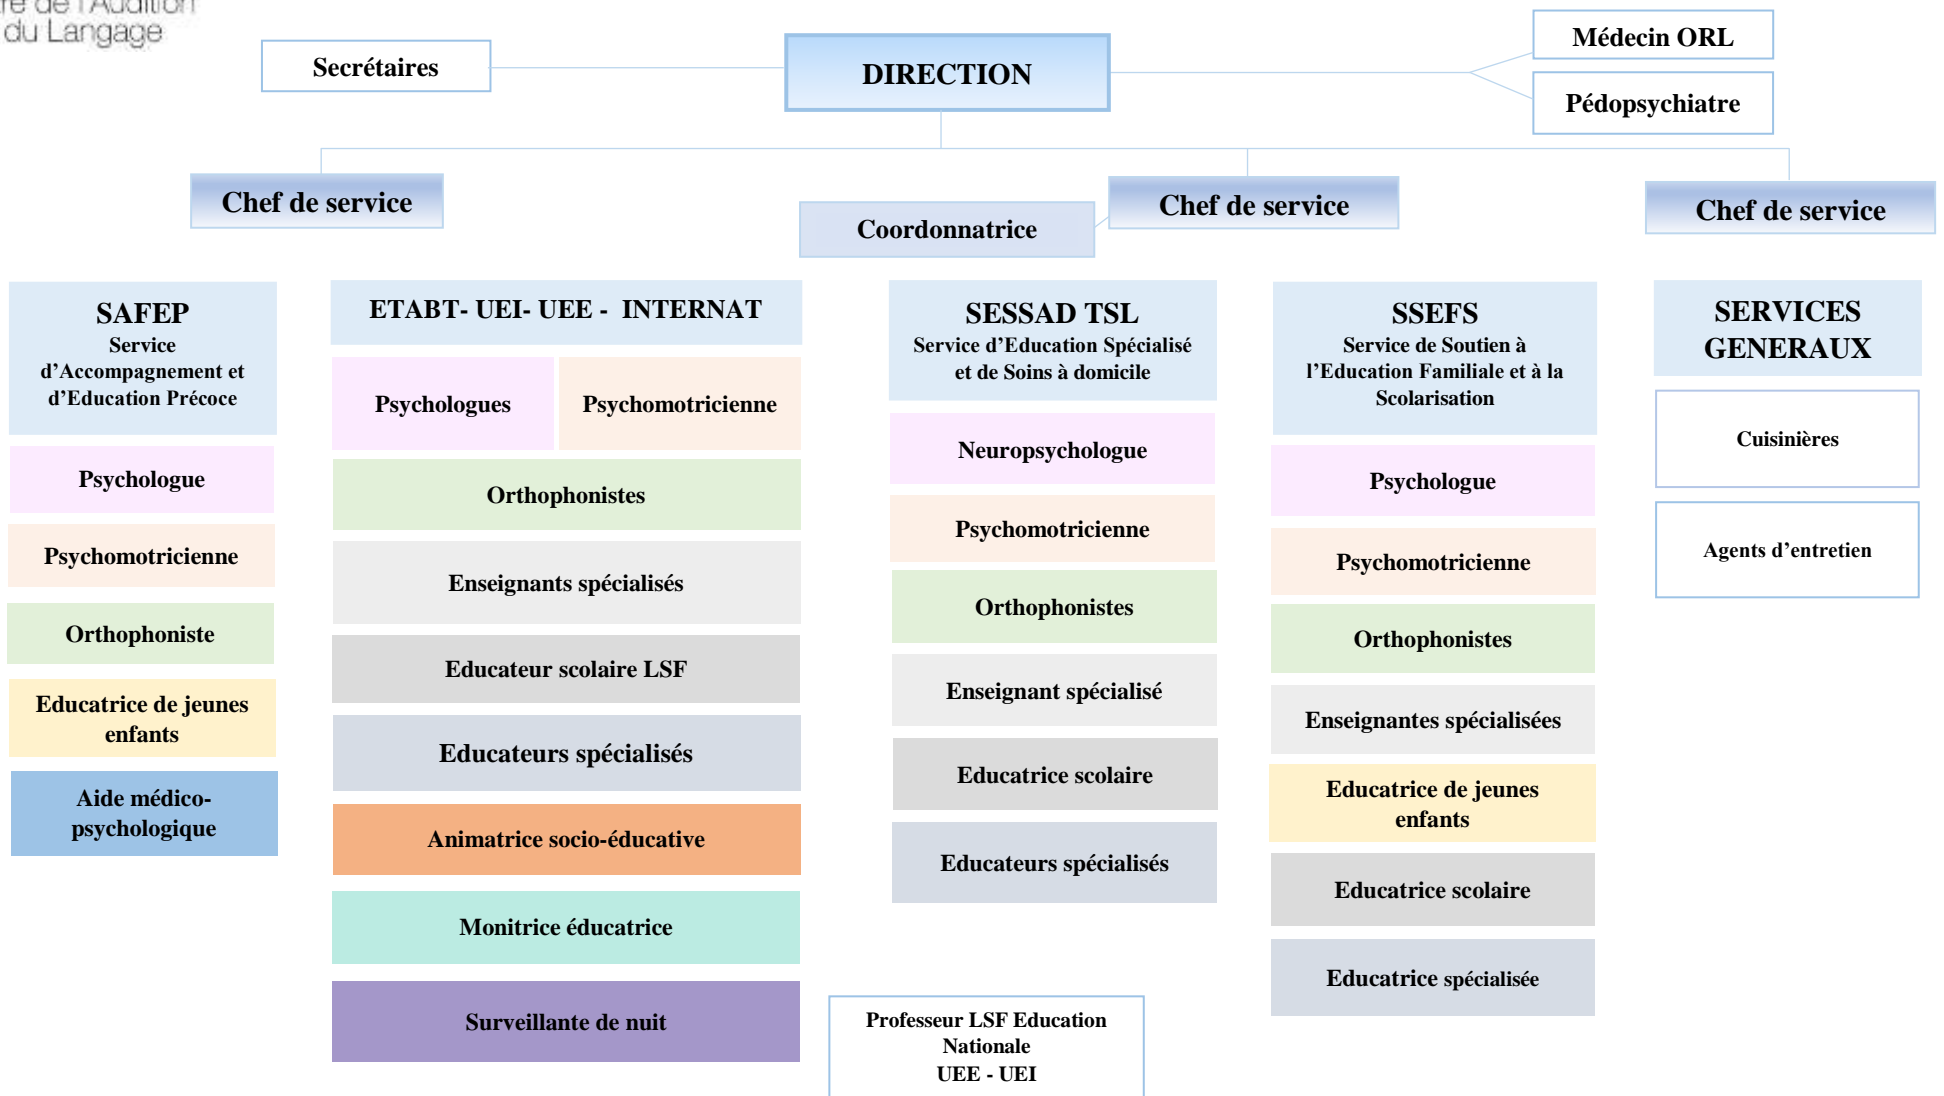 de l'Audition
du Langage
Secrétaires
DIRECTION
Médecin ORL
Pédopsychiatre
Chef de service
Coordonnatrice
Chef de service
Chef de service
SAFEP
Service
d’Accompagnement et
d’Education Précoce
Psychologue
Psychomotricienne
Orthophoniste
Educatrice de jeunes
enfants
Aide médico-
psychologique
ETABT- UEI- UEE - INTERNAT
Psychologues
Psychomotricienne
Orthophonistes
Enseignants spécialisés
Educateur scolaire LSF
Educateurs spécialisés
Animatrice socio-éducative
Monitrice éducatrice
Surveillante de nuit
SESSAD TSL
Service d’Education Spécialisé
et de Soins à domicile
Neuropsychologue
Psychomotricienne
Orthophonistes
Enseignant spécialisé
Educatrice scolaire
Educateurs spécialisés
Professeur LSF Education
Nationale
UEE - UEI
SSEFS
Service de Soutien à
l’Education Familiale et à la
Scolarisation
Psychologue
Psychomotricienne
Orthophonistes
Enseignantes spécialisées
Educatrice de jeunes
enfants
Educatrice scolaire
Educatrice spécialisée
SERVICES
GENERAUX
Cuisinières
Agents d’entretien